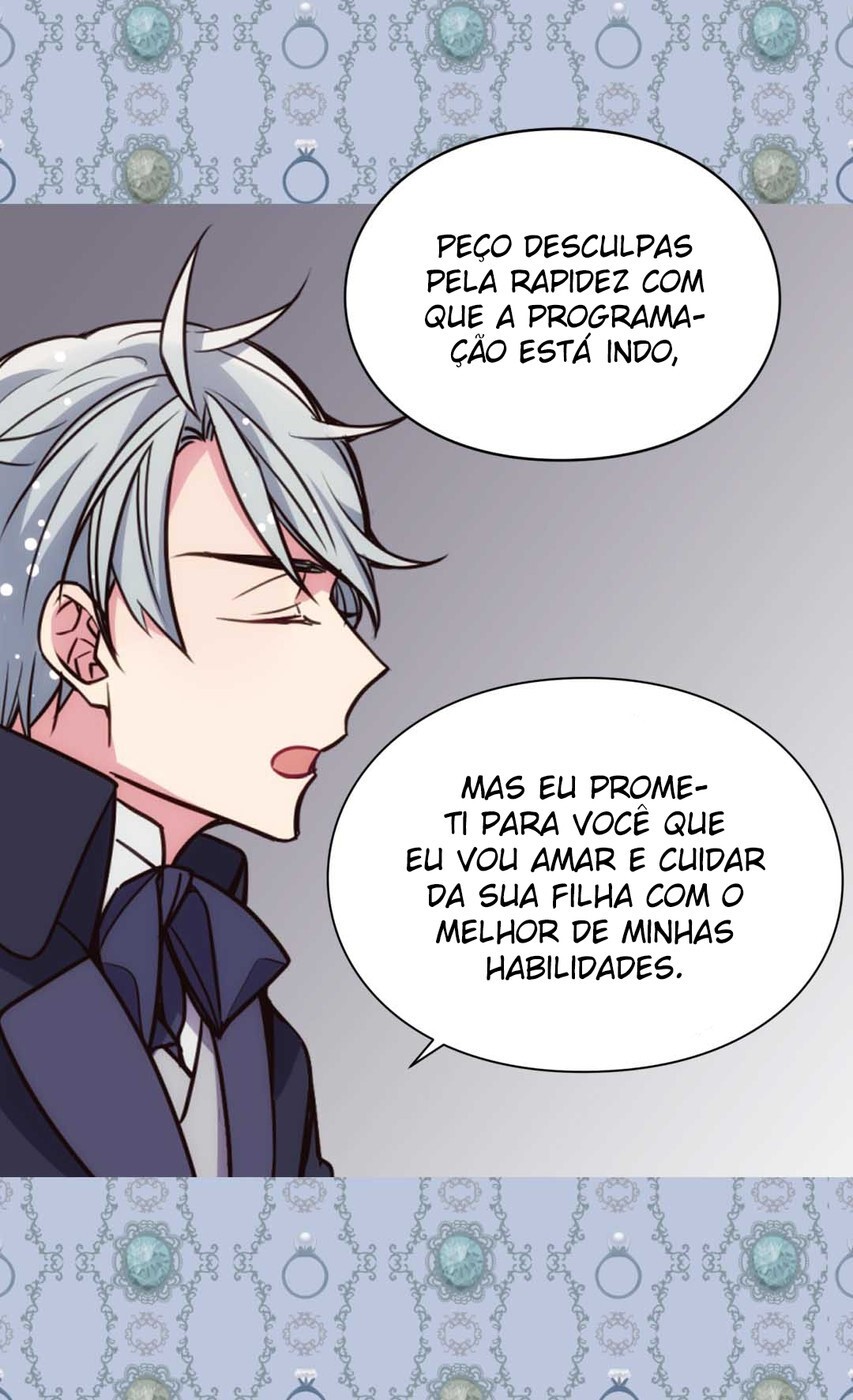 PEÇO DESCULPAS
PELA RAPIDEZ COM
QUE A PROGRAMA-
ÇÃO ESTÁ INDO,
MAS EU PROME-
TI PARA VOCÊ QUE
EU VOU AMAR E CUIDAR
DA SUA FILHA COM O
MELHOR DE MINHAS
HABILIDADES.